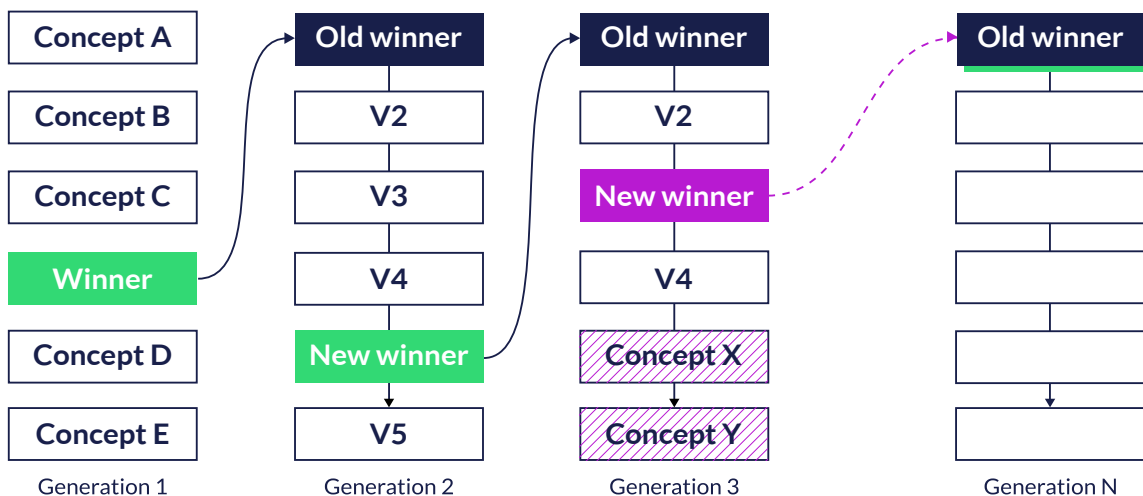 Concept A
Concept B
Concept C
Winner
Concept D
Concept E
Generation 1
Old winner
V2
V3
V4
New winner
V5
Generation 2
Old winner
V2
New winner
V4
Concept X
Concept Y
Generation 3
Old winner
Generation N